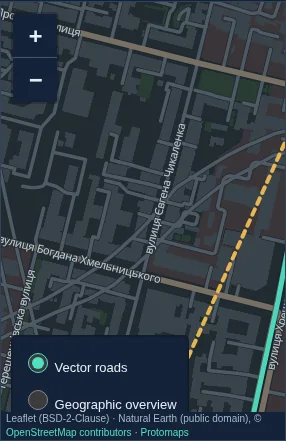 +
вулиця Євгена Чикаленка
вулиця Богдана Хмельницького
−
Vector roads
Geographic overview
Leaflet (BSD-2-Clause) · Natural Earth (public domain), ©
OpenStreetMap contributors · Protomaps